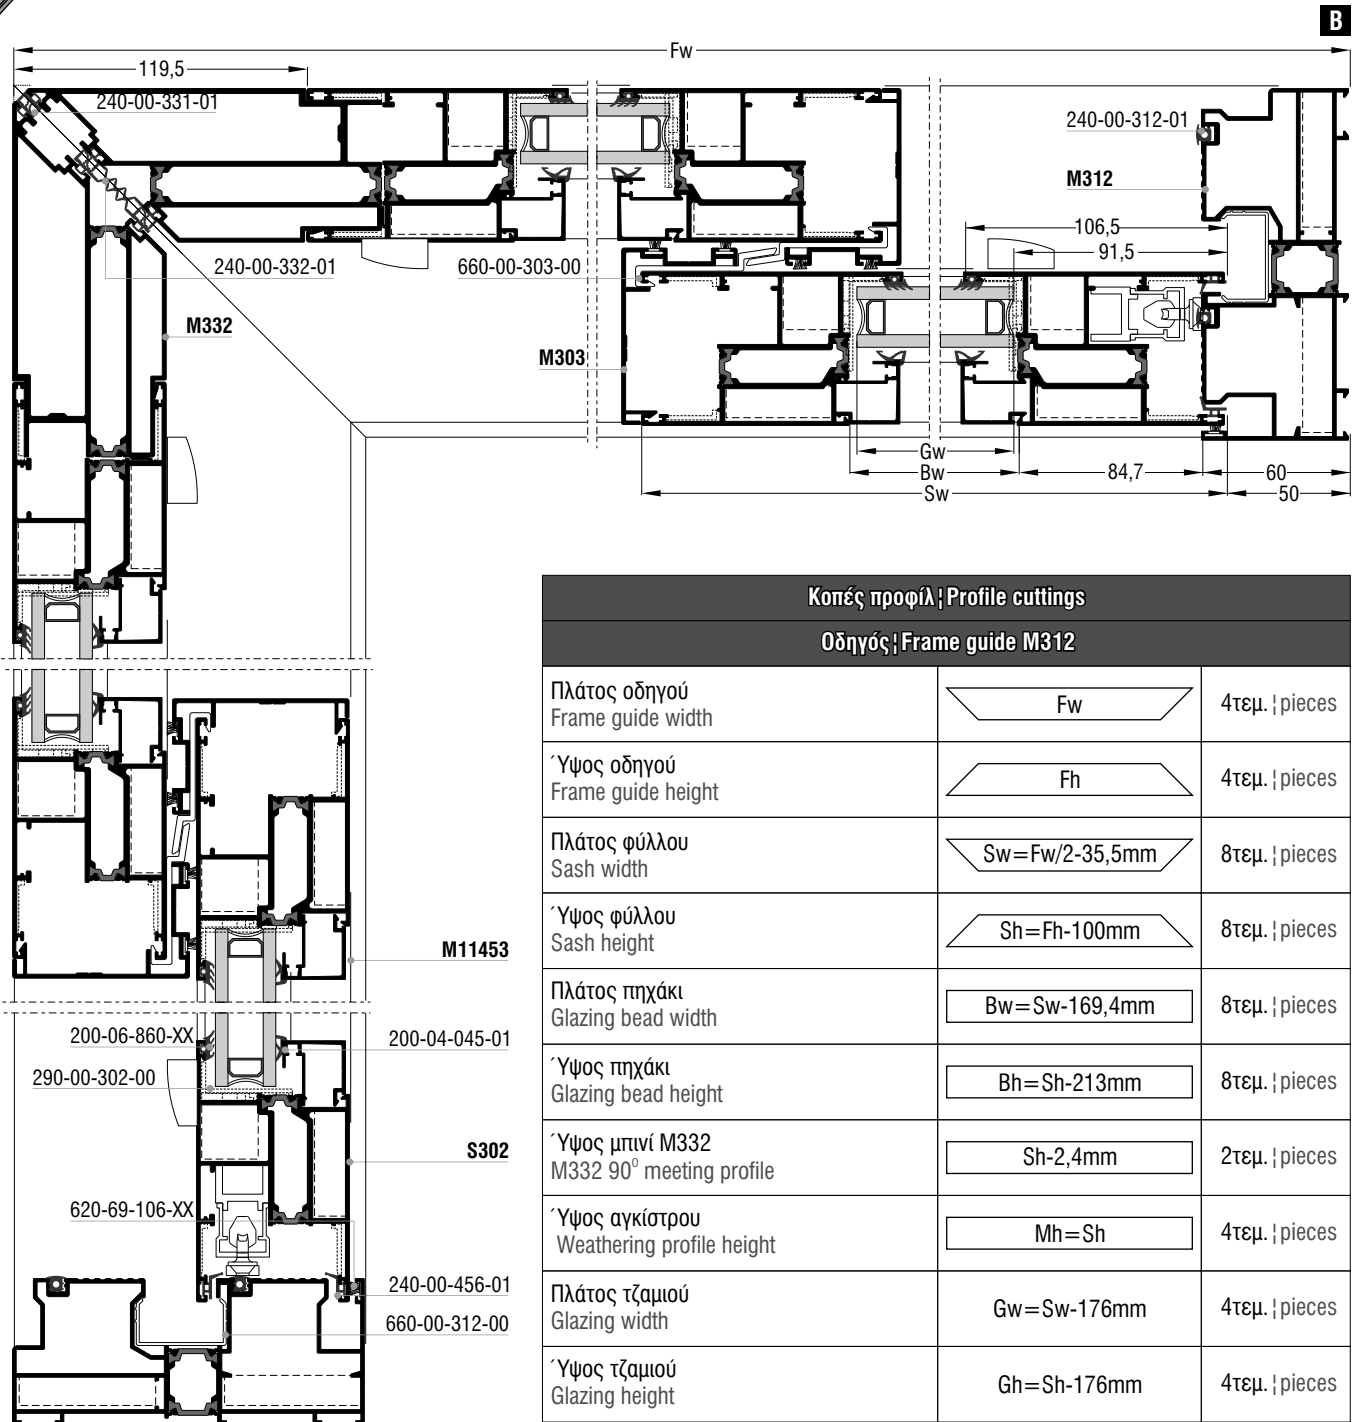 B
Fw
119,5
240-00-331-01
240-00-312-01
M312
106,5
91,5
240-00-332-01
660-00-303-00
M332
M303
Gw
Bw
84,7
60
Sw
50
M11453
200-06-860-XX
200-04-045-01
290-00-302-00
S302
620-69-106-XX
240-00-456-01
660-00-312-00
Κοπές προφίλ ¦ Profile cuttings
Οδηγός ¦ Frame guide M312
Πλάτος οδηγού
Frame guide width
Fw
4τεμ. ¦ pieces
Ύψος οδηγού
Frame guide height
Fh
4τεμ. ¦ pieces
Πλάτος φύλλου
Sash width
Sw=Fw/2-35,5mm
8τεμ. ¦ pieces
Ύψος φύλλου
Sash height
Sh=Fh-100mm
8τεμ. ¦ pieces
Πλάτος πηχάκι
Glazing bead width
Bw=Sw-169,4mm
8τεμ. ¦ pieces
Ύψος πηχάκι
Glazing bead height
Bh=Sh-213mm
8τεμ. ¦ pieces
Ύψος μπινί M332
M332 90⁰ meeting profile
Sh-2,4mm
2τεμ. ¦ pieces
Ύψος αγκίστρου
Weathering profile height
Mh=Sh
4τεμ. ¦ pieces
Πλάτος τζαμιού
Glazing width
Gw=Sw-176mm
4τεμ. ¦ pieces
Ύψος τζαμιού
Glazing height
Gh=Sh-176mm
4τεμ. ¦ pieces